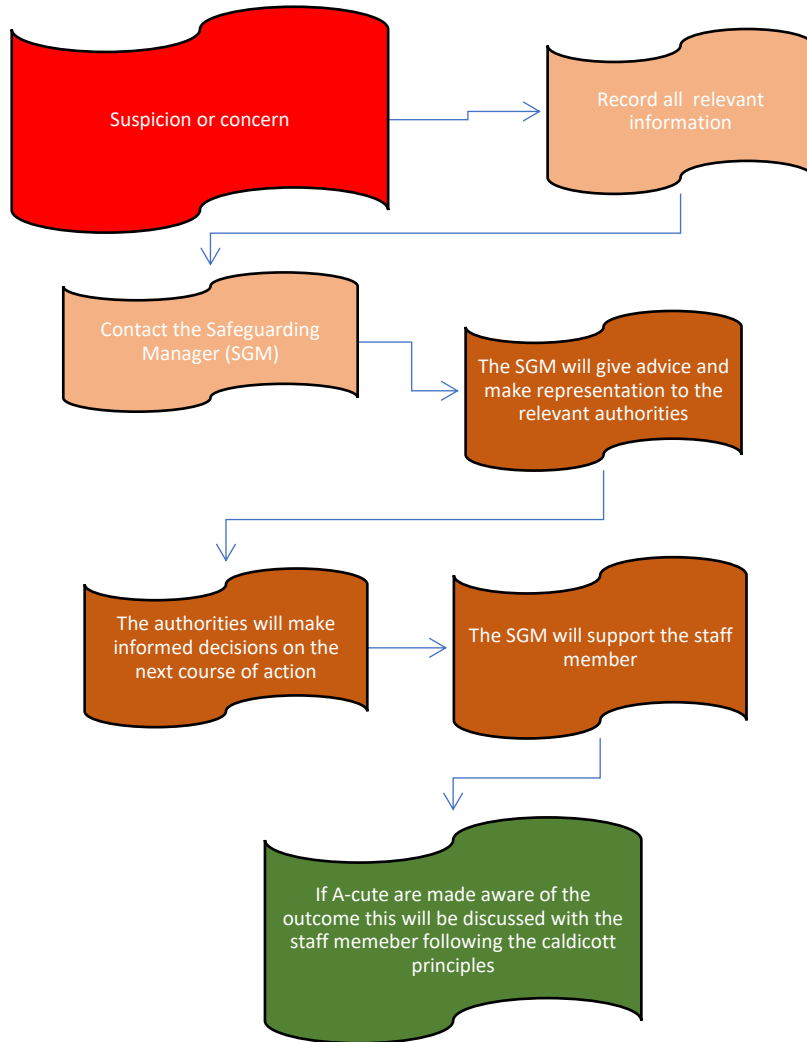 Suspicion or concern
Record all relevant
information
Contact the Safeguarding
Manager (SGM)
The SGM will give advice and
make representation to the
relevant authorities
The authorities will make
informed decisions on the
next course of action
The SGM will support the staff
member
If A-cute are made aware of the
outcome this will be discussed with the
staff memeber following the caldicott
principles